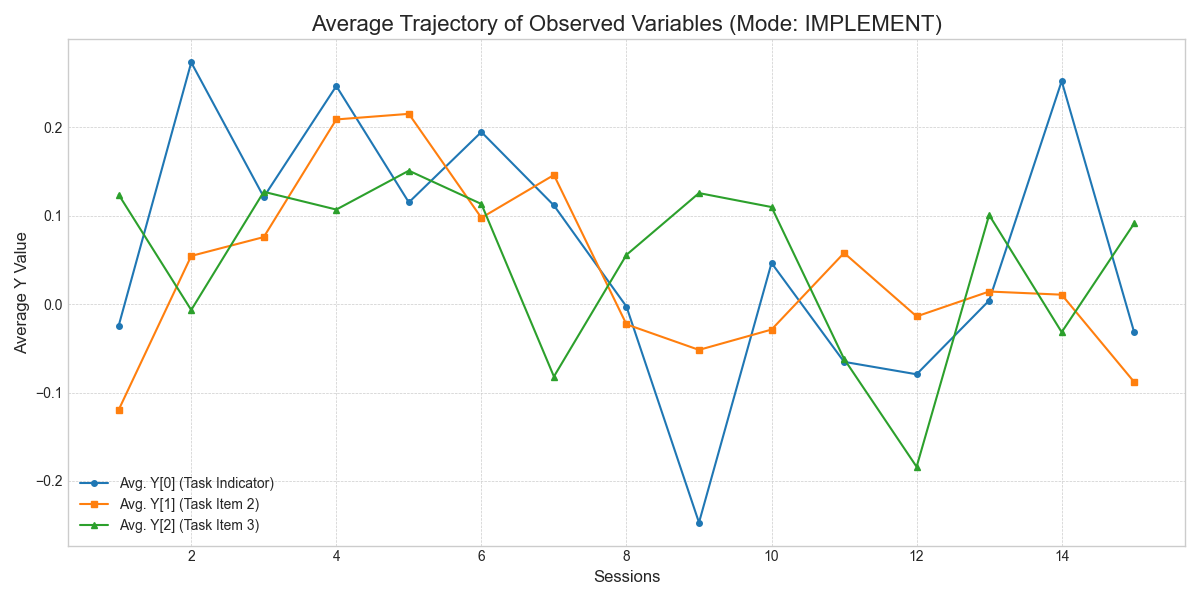 Average Trajectory of Observed Variables (Mode: IMPLEMENT)
Average Y Value
0.2
0.1
0.0
−0.1
−0.2
Avg. Y[0] (Task Indicator)
Avg. Y[1] (Task Item 2)
Avg. Y[2] (Task Item 3)
2 4 6 8 10 12 14
Sessions